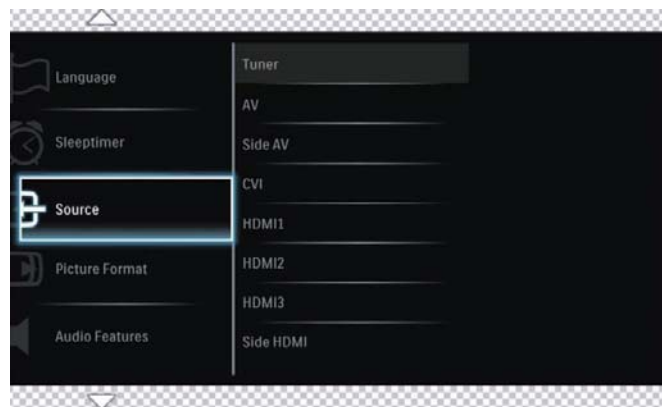 Language
Sleeptimer
Source
Picture Format
Audio Features
Tuner
AV
Side AV
CVI
HDMI1
HDMI2
HDMI3
Side HDMI